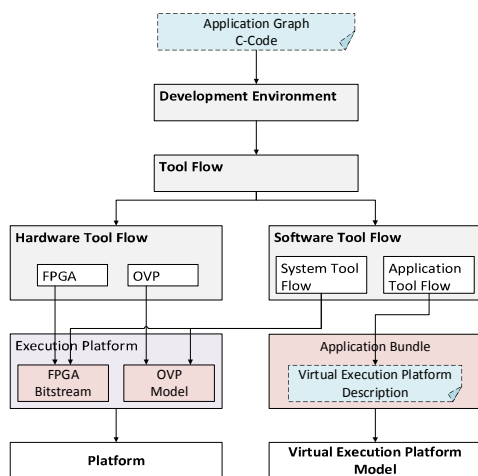 Application Graph
C-Code
Development Environment
Tool Flow
Hardware Tool Flow
FPGA
OVP
Software Tool Flow
System Tool
Flow
Application
Tool Flow
Execution Platform
FPGA
Bitstream
OVP
Model
Application Bundle
Virtual Execution Platform
Description
Platform
Virtual Execution Platform
Model